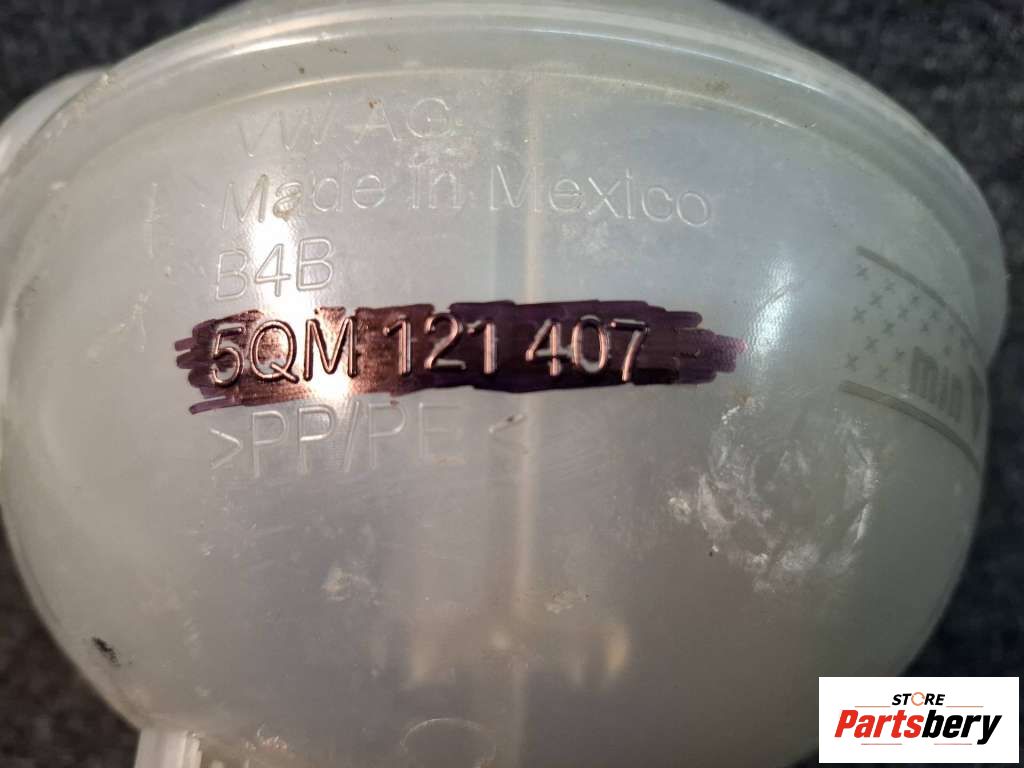 VW AG
Made in Mexico
B4B
5QM 121 407
>PP/PE<
min
STORE
Partsbery